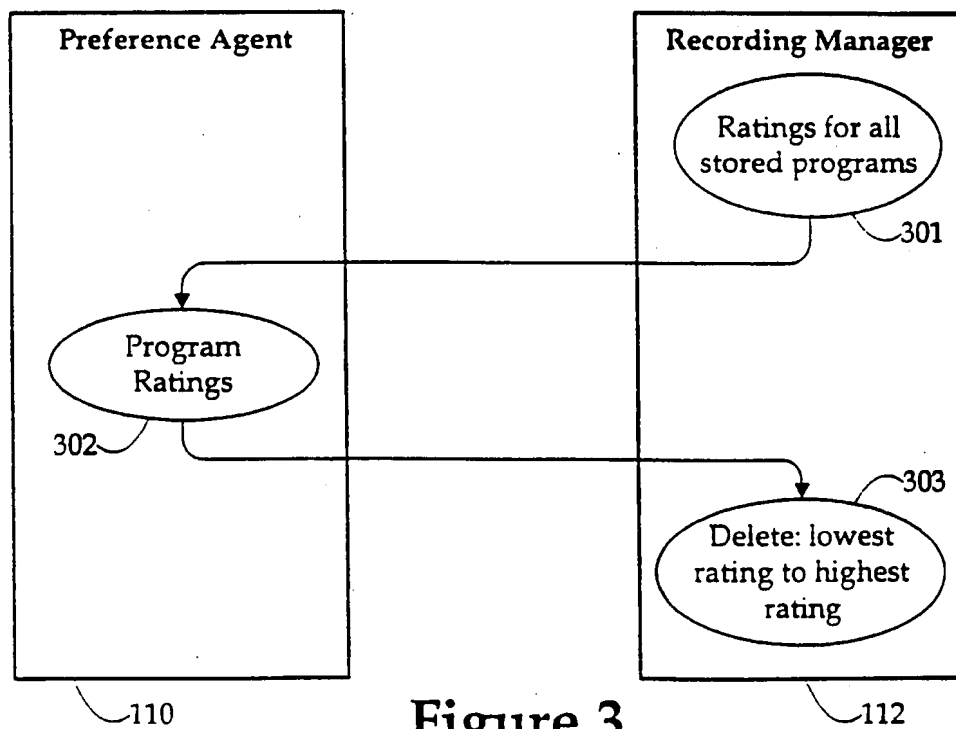 Preference Agent
Recording Manager
Ratings for all
stored programs
301
Program
Ratings
302
303
Delete: lowest
rating to highest
rating
110
Figure 3
112